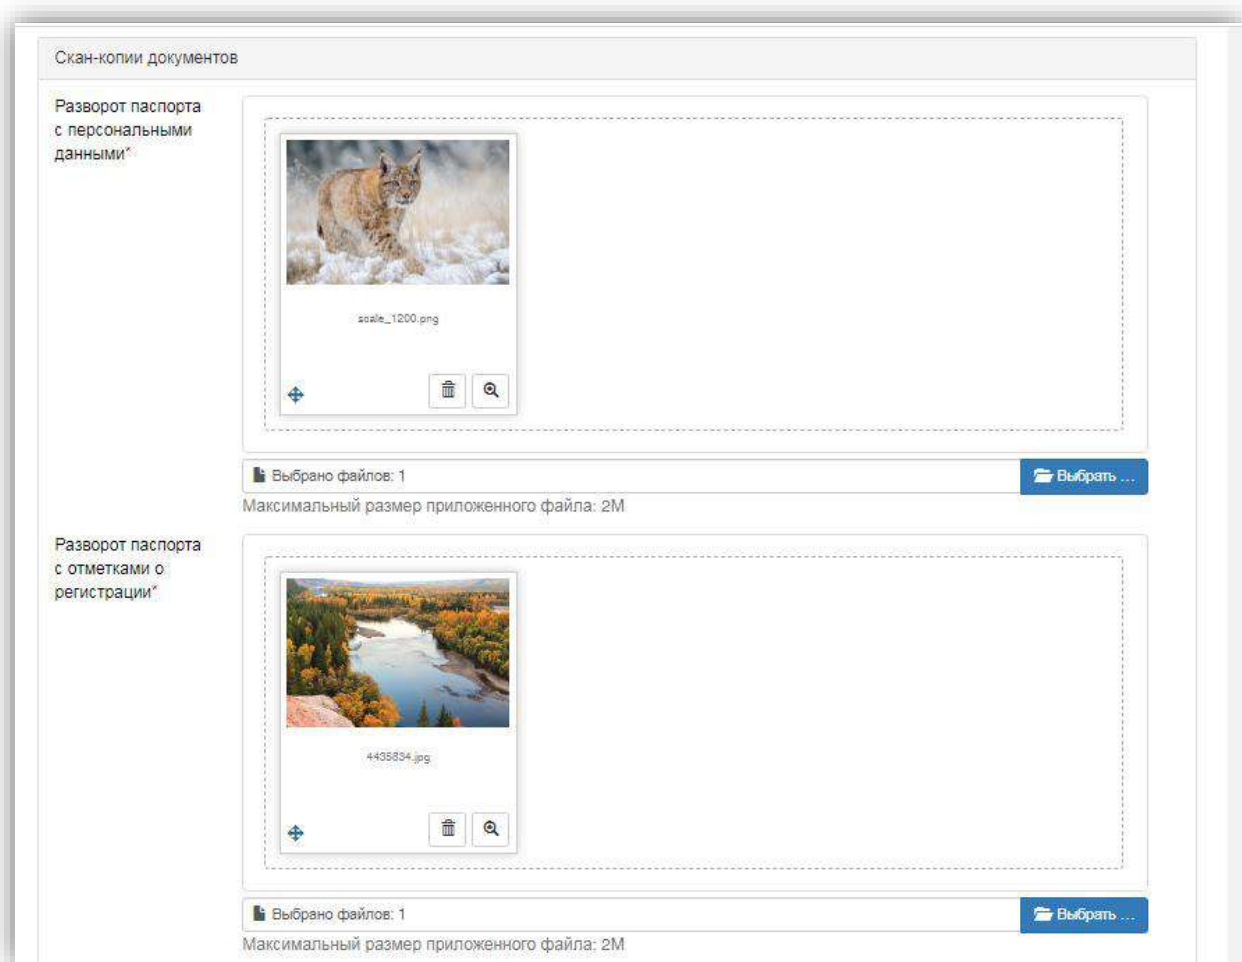 Скан-копии документов
Разворот паспорта
с персональными
данными*
scale_1200.png
Выбрано файлов: 1
Выбрать ...
Максимальный размер приложенного файла: 2M
Разворот паспорта
с отметками о
регистрации*
4435834.jpg
Выбрано файлов: 1
Выбрать ...
Максимальный размер приложенного файла: 2M